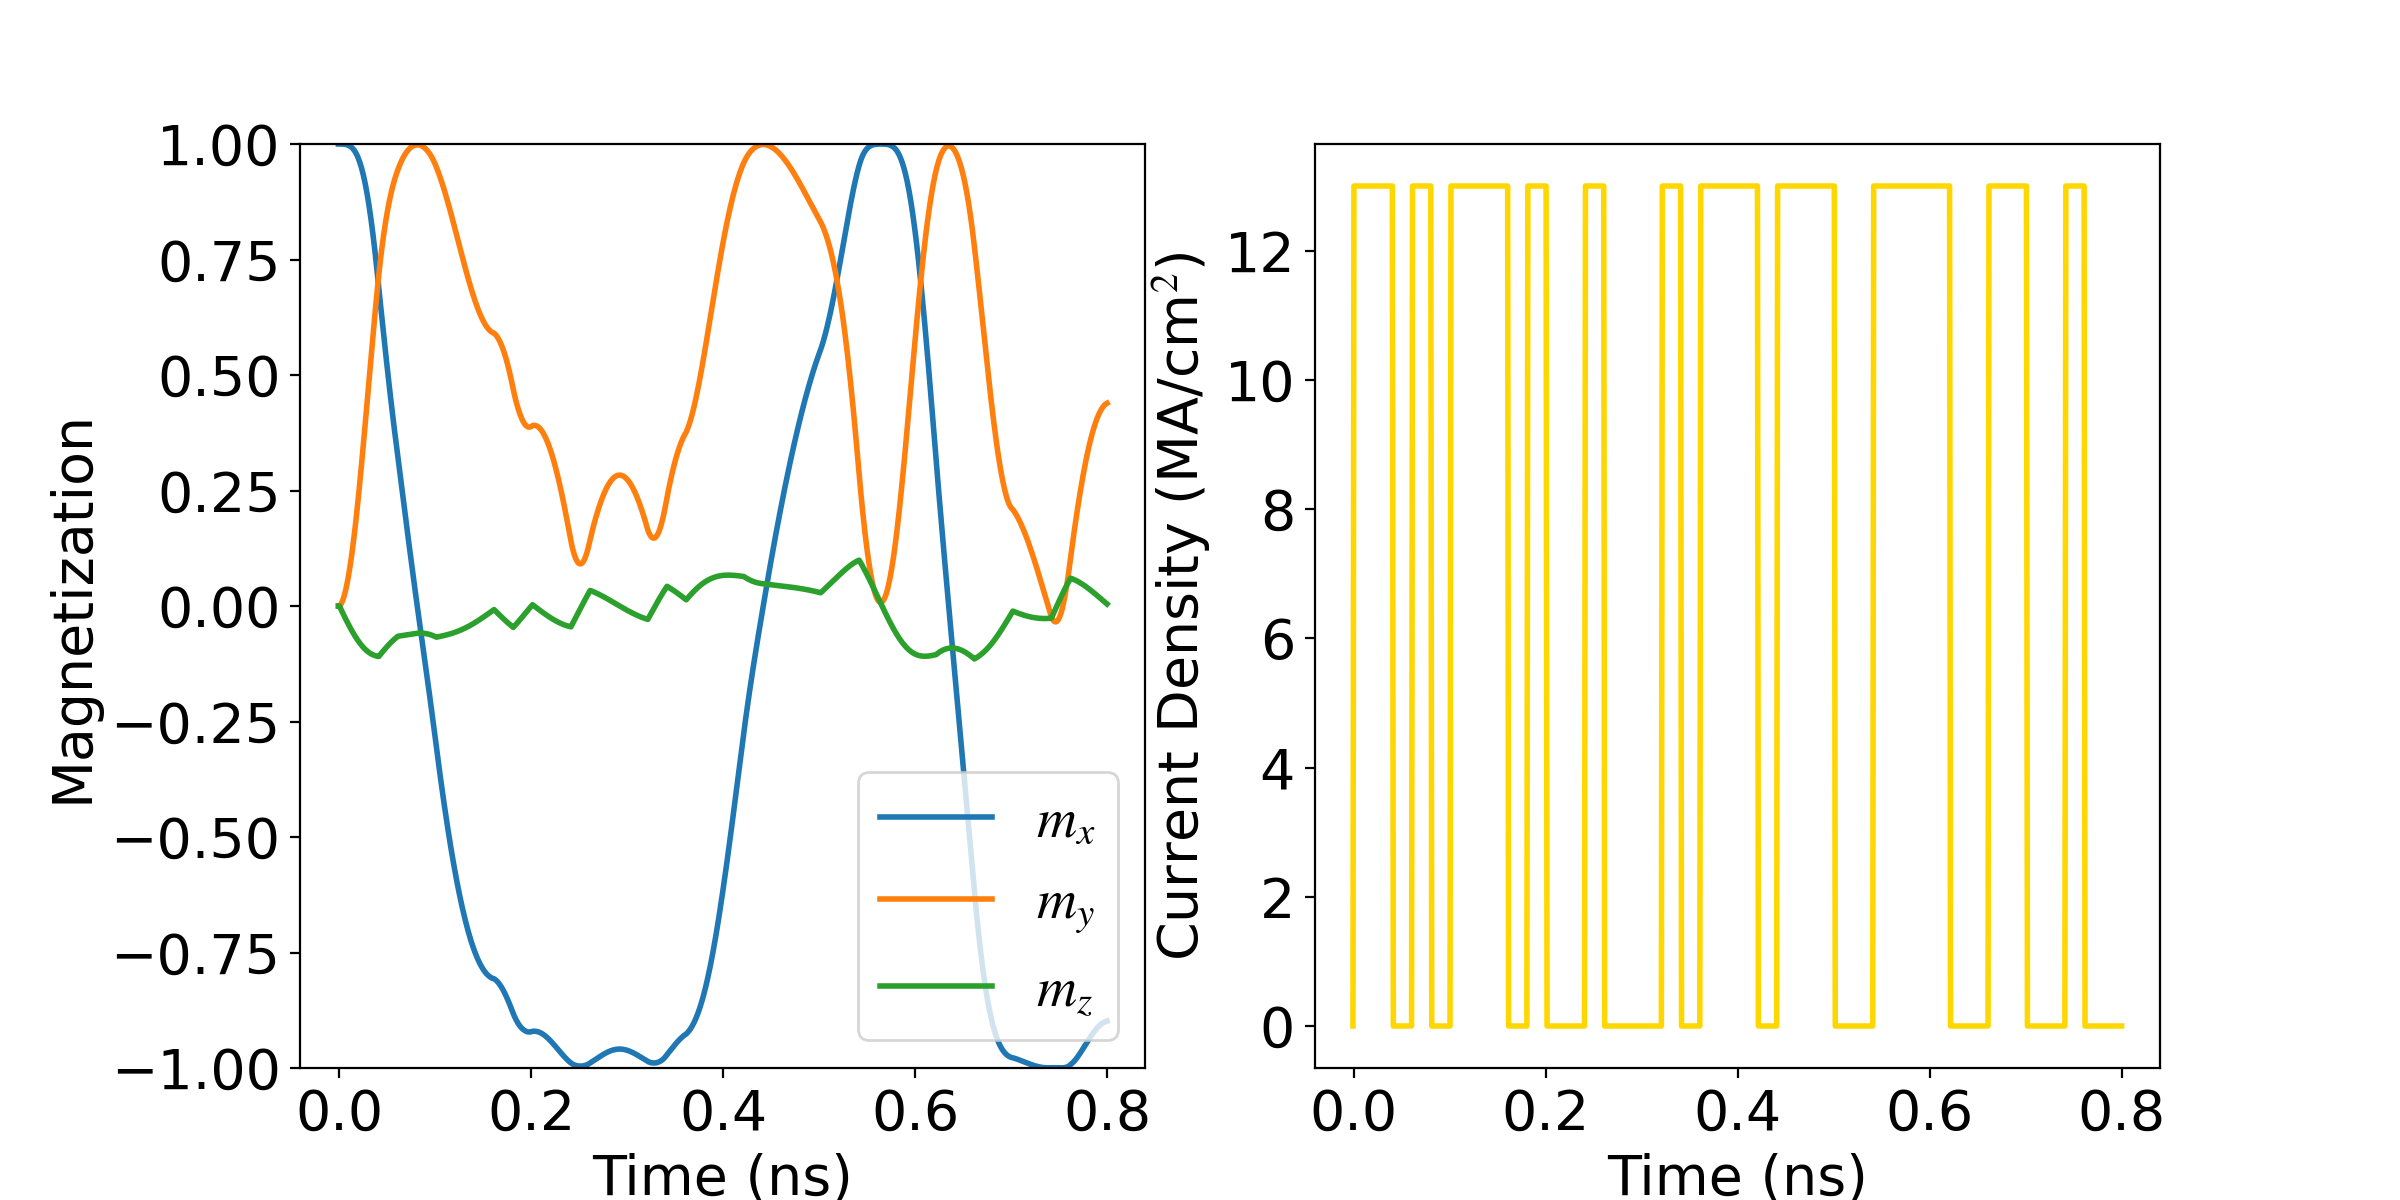 Magnetization
1.00
0.75
0.50
0.25
0.00
−0.25
−0.50
−0.75
−1.00
0.0 0.2 0.4 0.6 0.8
Time (ns)
m_x
m_y
m_z
Current Density (MA/cm²)
12
10
8
6
4
2
0
0.0 0.2 0.4 0.6 0.8
Time (ns)